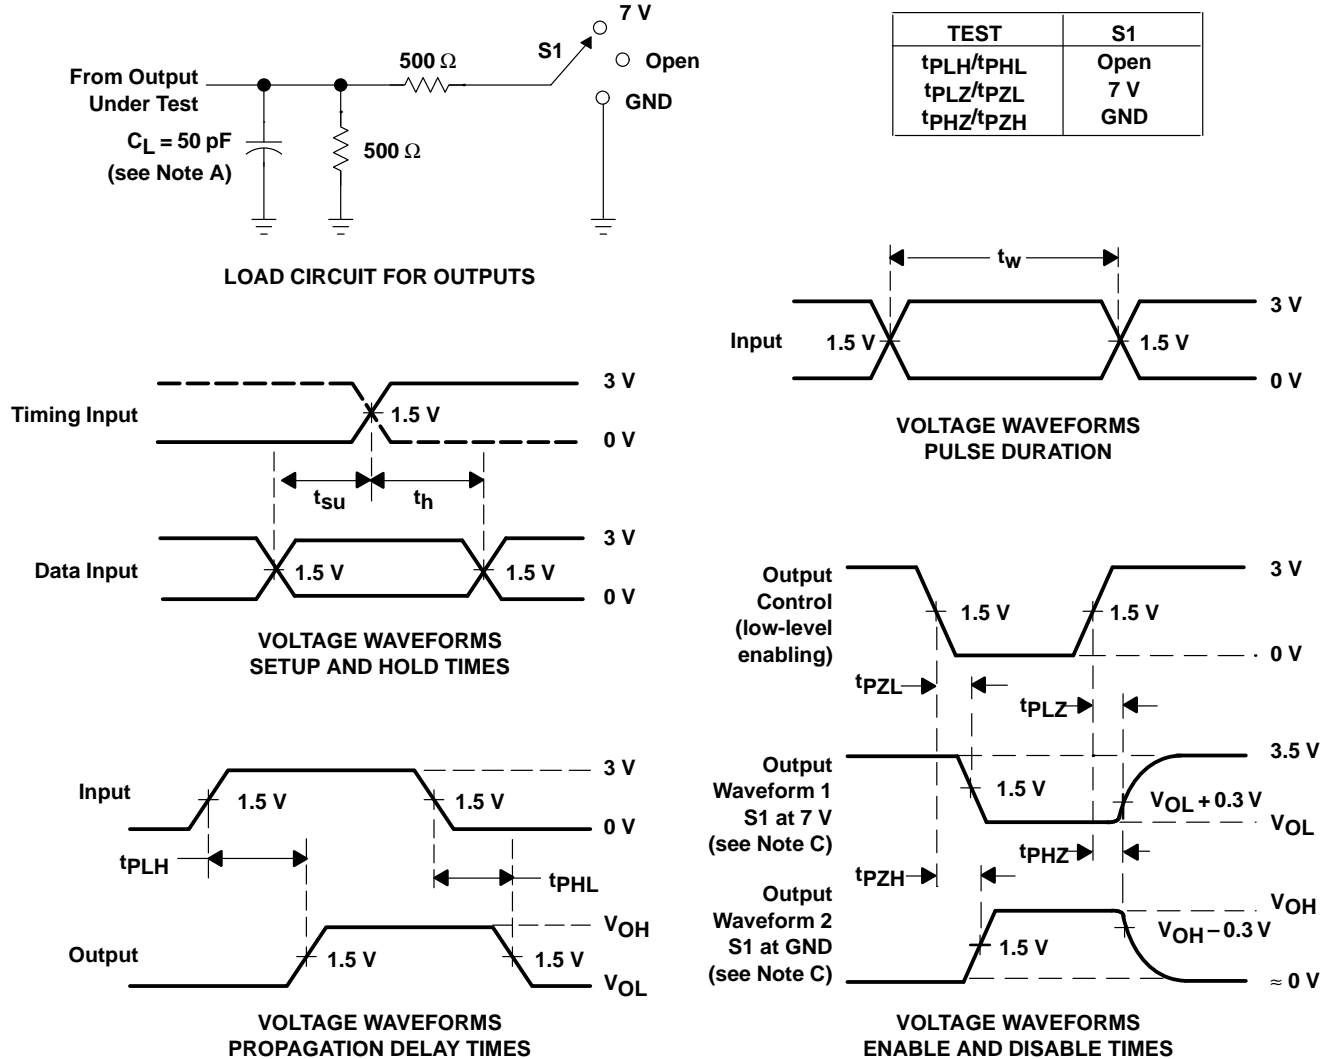 7 V
S1
Open
GND
500 Ω
From Output
Under Test
CL = 50 pF
(see Note A)
500 Ω
LOAD CIRCUIT FOR OUTPUTS
TEST S1
tPLH/tPHL Open
tPLZ/tPZL 7 V
tPHZ/tPZH GND
tw
3 V
Input
1.5 V
1.5 V
0 V
VOLTAGE WAVEFORMS
PULSE DURATION
3 V
Timing Input
1.5 V
0 V
tsu
th
3 V
Data Input
1.5 V
1.5 V
0 V
VOLTAGE WAVEFORMS
SETUP AND HOLD TIMES
3 V
Input
1.5 V
1.5 V
0 V
tPLH
tPHL
VOH
Output
1.5 V
1.5 V
VOL
VOLTAGE WAVEFORMS
PROPAGATION DELAY TIMES
Output
Control
(low-level
enabling)
3 V
1.5 V
1.5 V
0 V
tPZL
tPLZ
Output
Waveform 1
S1 at 7 V
(see Note C)
3.5 V
1.5 V
VOL + 0.3 V
VOL
tPHZ
tPZH
Output
Waveform 2
S1 at GND
(see Note C)
VOH
VOH – 0.3 V
1.5 V
≈ 0 V
VOLTAGE WAVEFORMS
ENABLE AND DISABLE TIMES